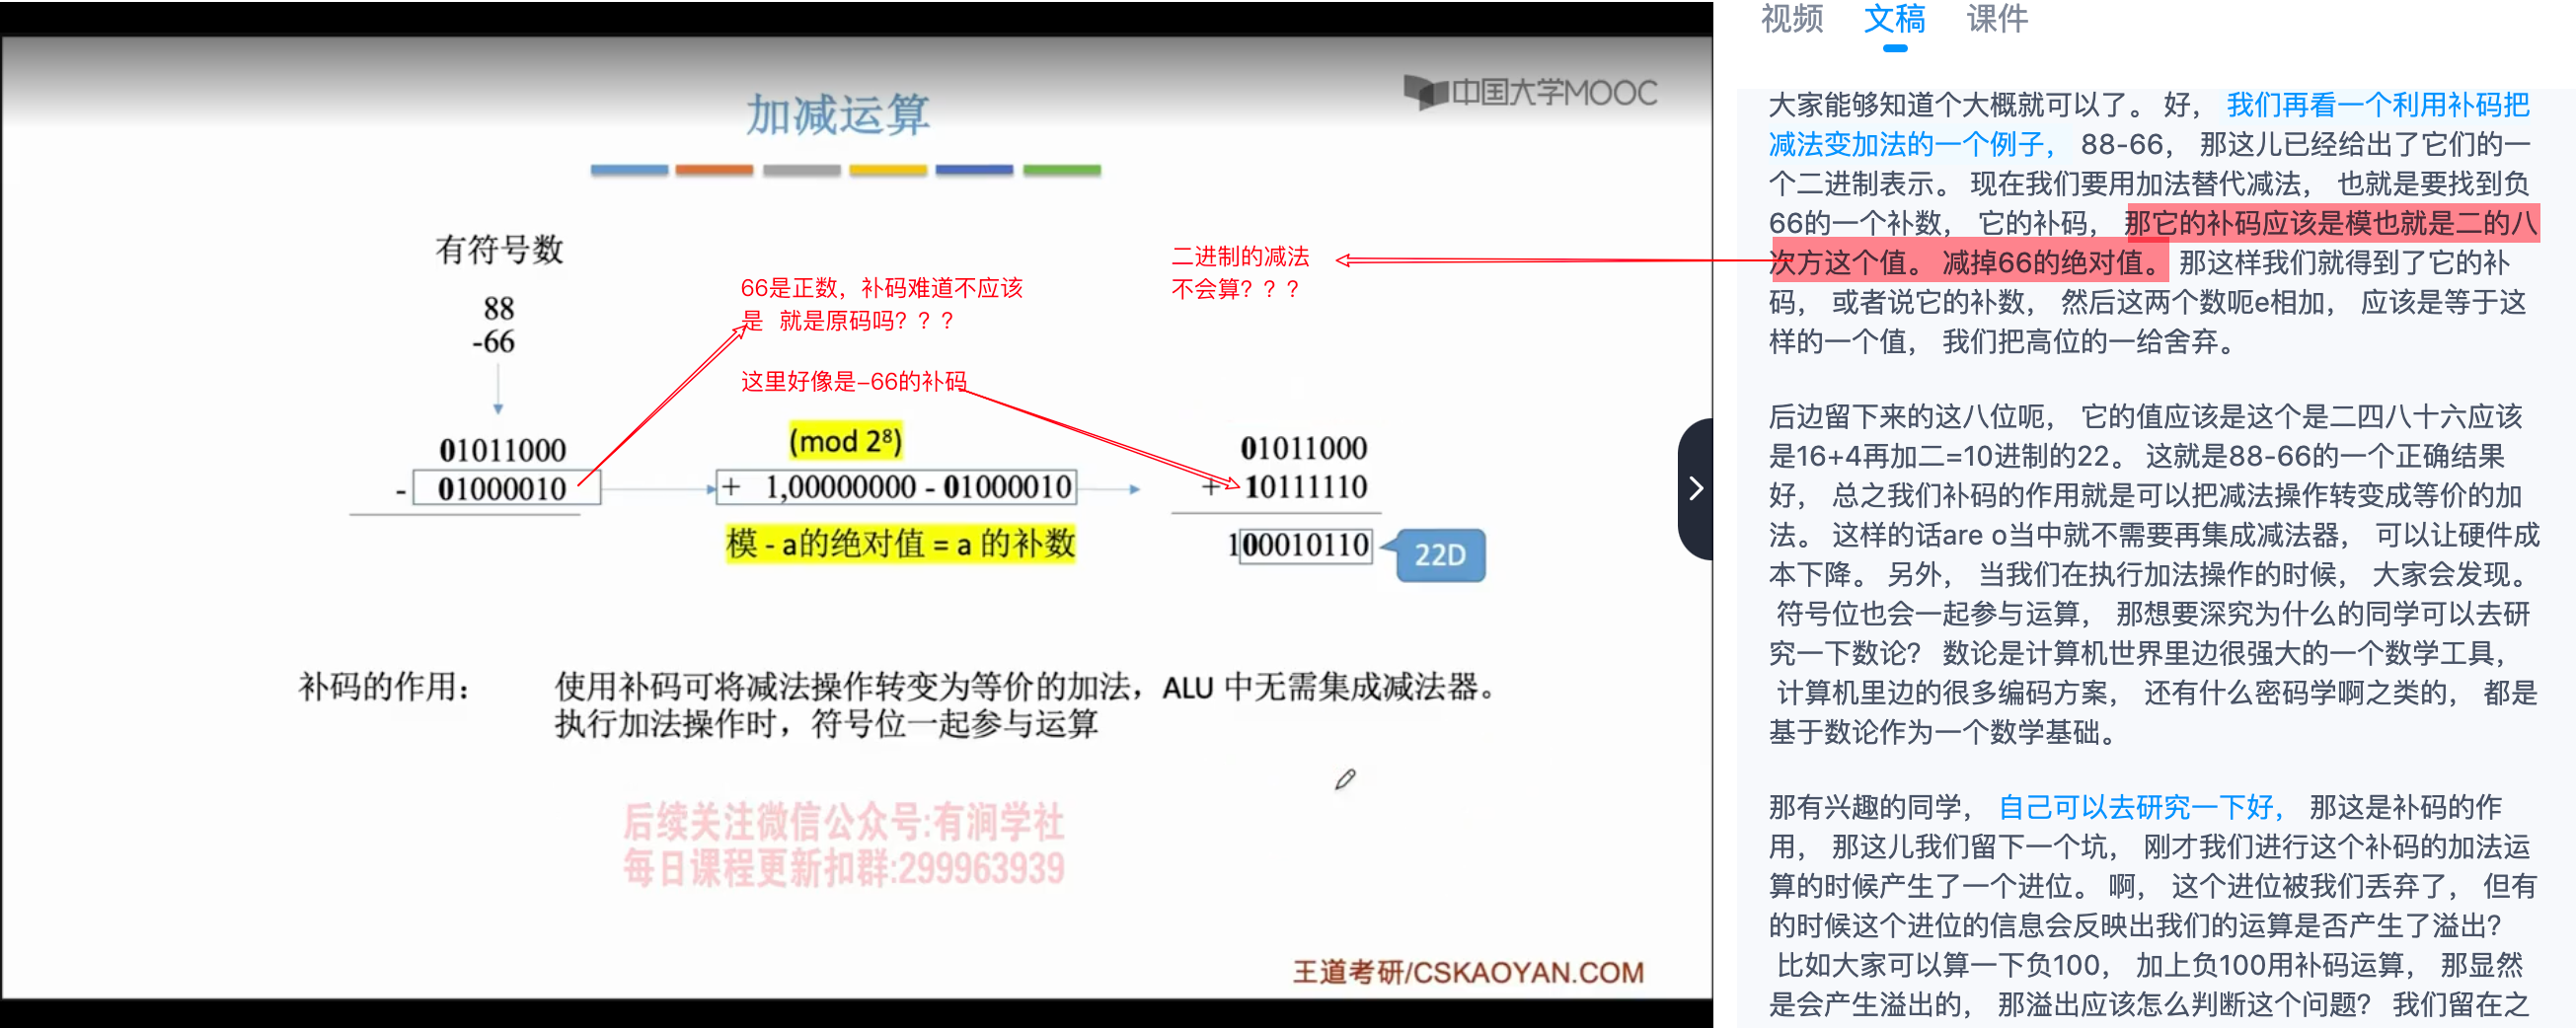 中国大学MOOC
加减运算
有符号数
88
-66
66是正数，补码难道不应该
是 就是原码吗？？？
这里好像是-66的补码
二进制的减法
不会算？？？
01011000
- 01000010
(mod 2⁸)
+ 1,00000000 - 01000010
模 - a的绝对值 = a 的补数
01011000
+ 10111110
100010110
22D
补码的作用：
使用补码可将减法操作转变为等价的加法，ALU 中无需集成减法器。
执行加法操作时，符号位一起参与运算
后续关注微信公众号:有涧学社
每日课程更新扣群:299963939
王道考研/CSKAOYAN.COM
视频 文稿 课件
大家能够知道个大概就可以了。 好， 我们再看一个利用补码把
减法变加法的一个例子， 88-66， 那这儿已经给出了它们的一
个二进制表示。 现在我们要用加法替代减法， 也就是要找到负
66的一个补数， 它的补码， 那它的补码应该是模也就是二的八
次方这个值。 减掉66的绝对值。 那这样我们就得到了它的补
码， 或者说它的补数， 然后这两个数呃e相加， 应该是等于这
样的一个值， 我们把高位的一给舍弃。
后边留下来的这八位呃， 它的值应该是这个是二四八十六应该
是16+4再加二=10进制的22。 这就是88-66的一个正确结果
好， 总之我们补码的作用就是可以把减法操作转变成等价的加
法。 这样的话are o当中就不需要再集成减法器， 可以让硬件成
本下降。 另外， 当我们在执行加法操作的时候， 大家会发现。
符号位也会一起参与运算， 那想要深究为什么的同学可以去研
究一下数论？ 数论是计算机世界里边很强大的一个数学工具，
计算机里边的很多编码方案， 还有什么密码学啊之类的， 都是
基于数论作为一个数学基础。
那有兴趣的同学， 自己可以去研究一下好， 那这是补码的作
用， 那这儿我们留下一个坑， 刚才我们进行这个补码的加法运
算的时候产生了一个进位。 啊， 这个进位被我们丢弃了， 但有
的时候这个进位的信息会反映出我们的运算是否产生了溢出？
比如大家可以算一下负100， 加上负100用补码运算， 那显然
是会产生溢出的， 那溢出应该怎么判断这个问题？ 我们留在之